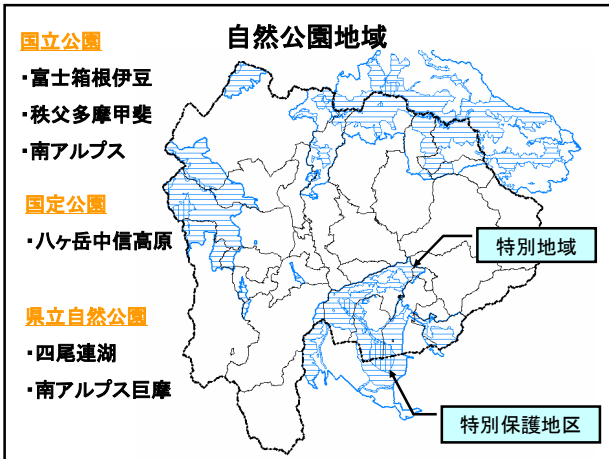 自然公園地域
国立公園
・富士箱根伊豆
・秩父多摩甲斐
・南アルプス
国定公園
・八ヶ岳中信高原
県立自然公園
・四尾連湖
・南アルプス巨摩
特別地域
特別保護地区